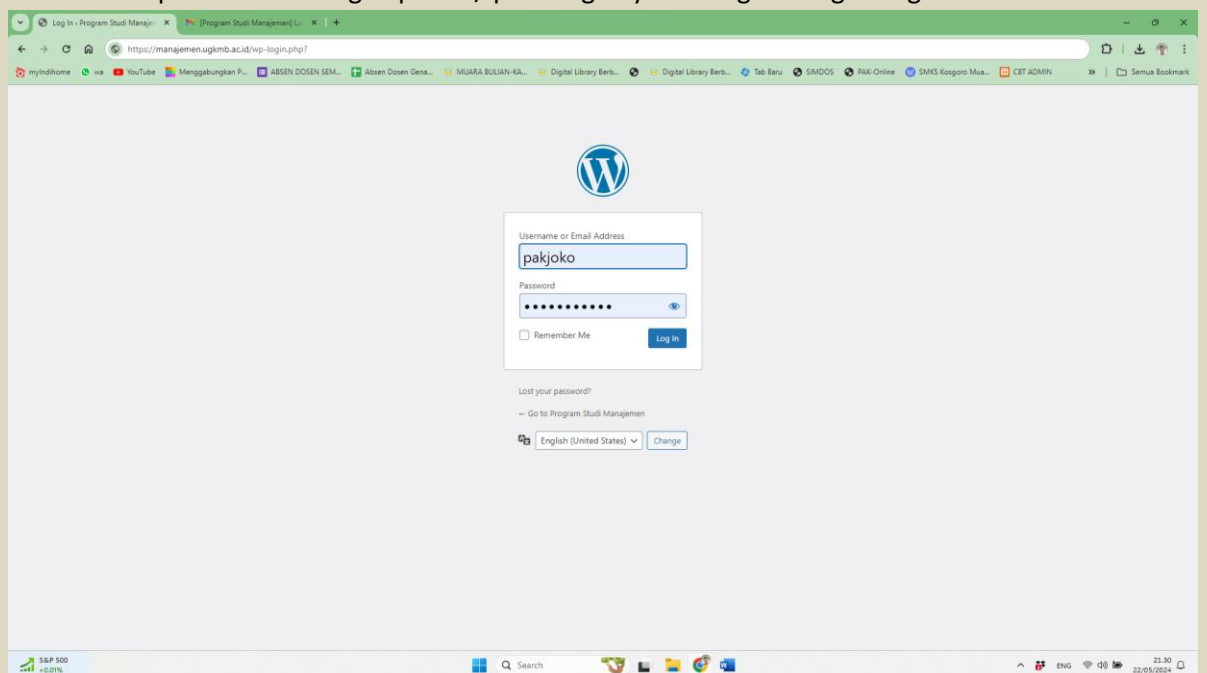 Log In ‹ Program Studi Manaje
[Program Studi Manajemen] Lo
https://manajemen.ugkmb.ac.id/wp-login.php?
myIndihome
wa
YouTube
Menggabungkan P...
ABSEN DOSEN SEM...
Absen Dosen Gena...
MUARA BULIAN-KA...
Digital Library Berb...
Digital Library Berb...
Tab Baru
SIMDOS
PAK-Online
SMKS Kosgoro Mua...
CBT ADMIN
Semua Bookmark
Username or Email Address
pakjoko
Password
Remember Me
Log In
Lost your password?
← Go to Program Studi Manajemen
English (United States)
Change
S&P 500
+0.01%
Search
ENG
21.30
22/05/2024